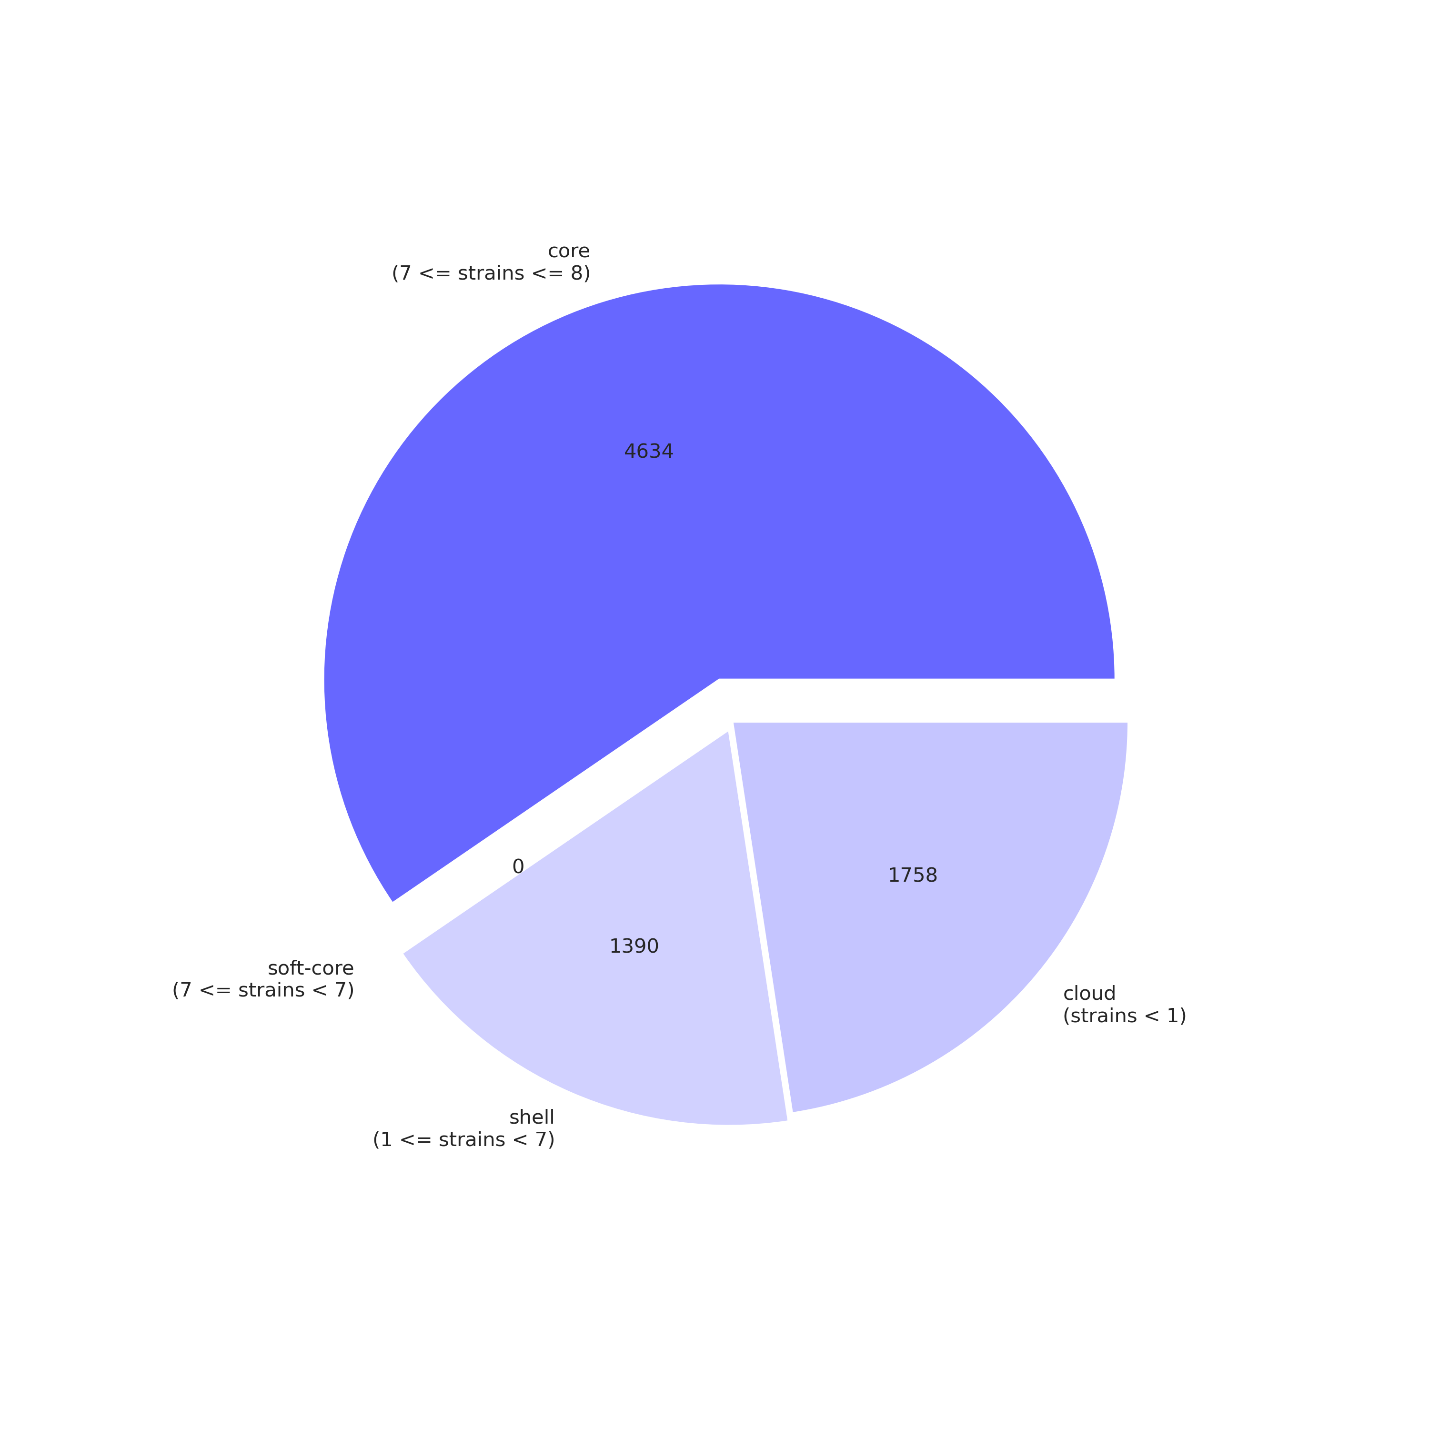 core
(7 <= strains <= 8)
4634
0
1390
1758
soft-core
(7 <= strains < 7)
shell
(1 <= strains < 7)
cloud
(strains < 1)